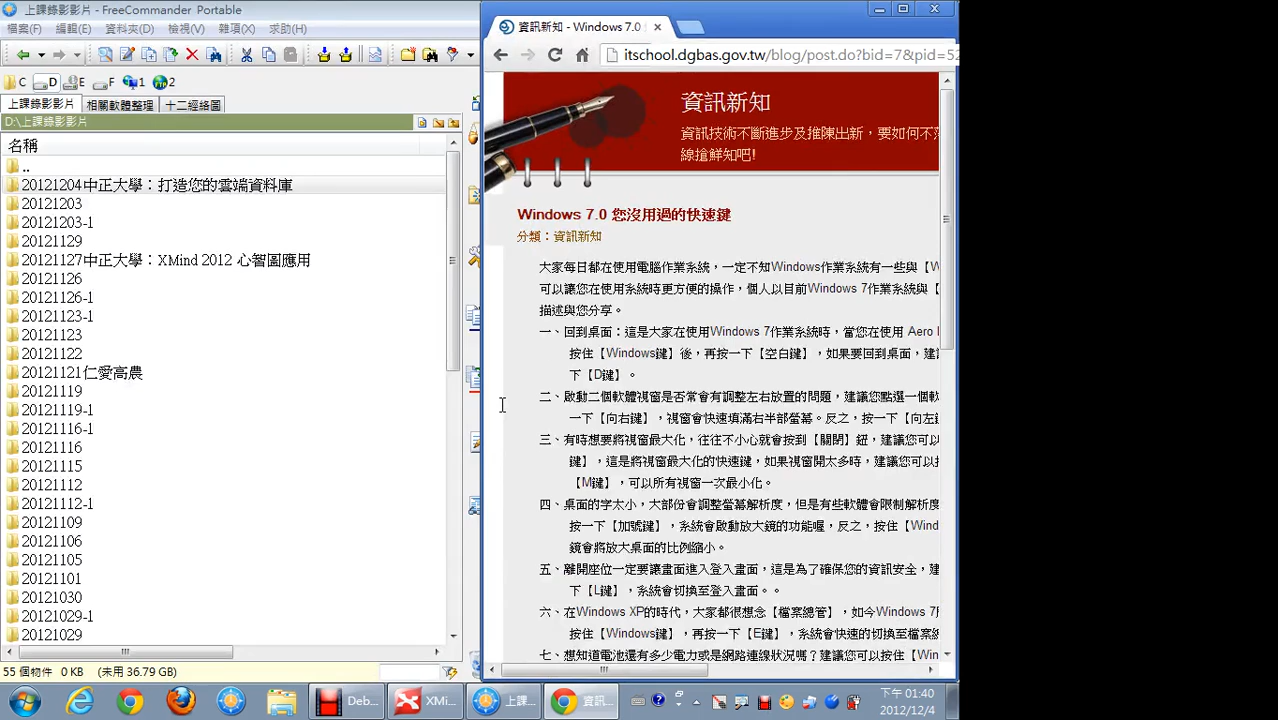 上課錄影影片 - FreeCommander Portable
檔案(F) 編輯(E) 資料夾(D) 檢視(V) 雜項(X) 求助(H)
C D E F 1 2
上課錄影影片 相關軟體整理 十二經絡圖
D:\上課錄影影片
名稱
..
20121204中正大學：打造您的雲端資料庫
20121203
20121203-1
20121129
20121127中正大學：XMind 2012 心智圖應用
20121126
20121126-1
20121123-1
20121123
20121122
20121121仁愛高農
20121119
20121119-1
20121116-1
20121116
20121115
20121112
20121112-1
20121109
20121106
20121105
20121101
20121030
20121029-1
20121029
55 個物件 0 KB (未用 36.79 GB)
資訊新知 - Windows 7.0
itschool.dgbas.gov.tw/blog/post.do?bid=7&pid=52
資訊新知
資訊技術不斷進步及推陳出新，要如何不落
線搶鮮知吧!
Windows 7.0 您沒用過的快速鍵
分類：資訊新知
大家每日都在使用電腦作業系統，一定不知Windows作業系統有一些與【W
可以讓您在使用系統時更方便的操作，個人以目前Windows 7作業系統與【
描述與您分享。
一、回到桌面：這是大家在使用Windows 7作業系統時，當您在使用 Aero
按住【Windows鍵】後，再按一下【空白鍵】，如果要回到桌面，建
下【D鍵】。
二、啟動二個軟體視窗是否常會有調整左右放置的問題，建議您點選一個軟
一下【向右鍵】，視窗會快速填滿右半部螢幕。反之，按一下【向左鍵
三、有時想要將視窗最大化，往往不小心就會按到【關閉】鈕，建議您可以
鍵】，這是將視窗最大化的快速鍵，如果視窗開太多時，建議您可以按
【M鍵】，可以所有視窗一次最小化。
四、桌面的字太小，大部份會調整螢幕解析度，但是有些軟體會限制解析度
按一下【加號鍵】，系統會啟動放大鏡的功能喔，反之，按住【Wind
鏡會將放大桌面的比例縮小。
五、離開座位一定要讓畫面進入登入畫面，這是為了確保您的資訊安全，建
下【L鍵】，系統會切換至登入畫面。。
六、在Windows XP的時代，大家都很想念【檔案總管】，如今Windows 7
按住【Windows鍵】，再按一下【E鍵】，系統會快速的切換至檔案總
七、想知道電池還有多少電力或是網路連線狀況嗎？建議您可以按住【Win
Deb... XMi... 上課... 資訊...
下午 01:40
2012/12/4